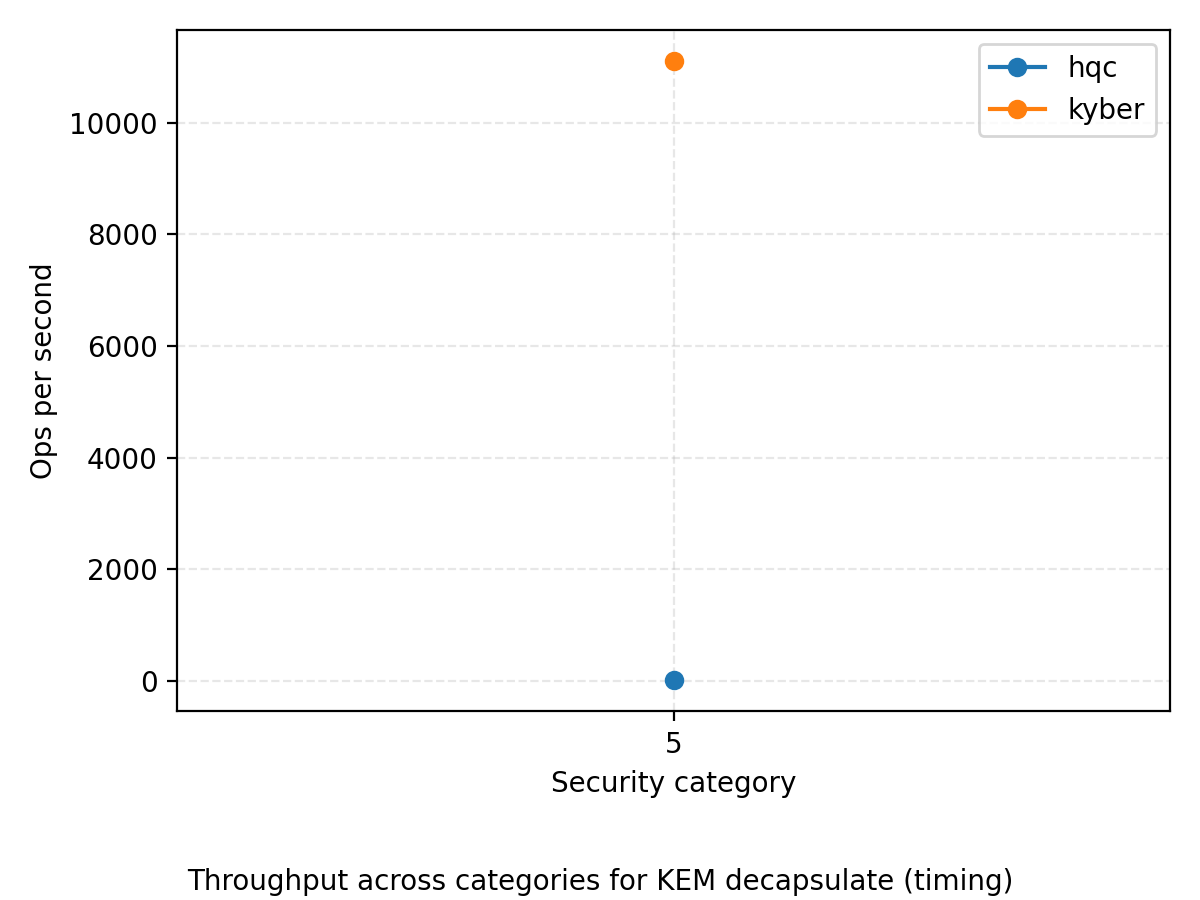 hqc
kyber
10000
8000
6000
4000
2000
0
Ops per second
5
Security category
Throughput across categories for KEM decapsulate (timing)